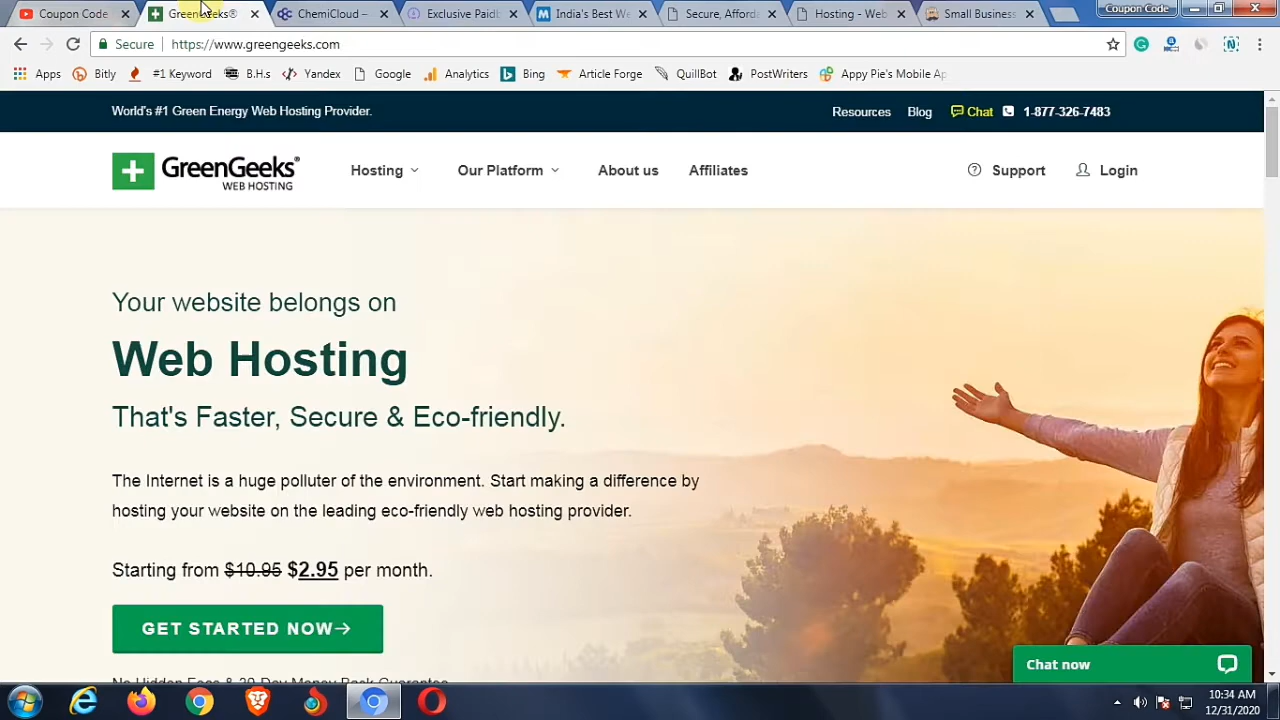 Coupon Code
GreenGeeks®
ChemiCloud –
Exclusive Paid
India's Best We
Secure, Afforda
Hosting - Web
Small Business
Coupon Code
Secure
https://www.greengeeks.com
Apps
Bitly
#1 Keyword
B.H.s
Yandex
Google
Analytics
Bing
Article Forge
QuillBot
PostWriters
Appy Pie's Mobile Ap
World's #1 Green Energy Web Hosting Provider.
Resources
Blog
Chat
1-877-326-7483
GreenGeeks®
WEB HOSTING
Hosting
Our Platform
About us
Affiliates
Support
Login
Your website belongs on
Web Hosting
That's Faster, Secure & Eco-friendly.
The Internet is a huge polluter of the environment. Start making a difference by
hosting your website on the leading eco-friendly web hosting provider.
Starting from $10.95 $2.95 per month.
GET STARTED NOW→
No Hidden Fees & 30-Day Money Back Guarantee
Chat now
10:34 AM
12/31/2020